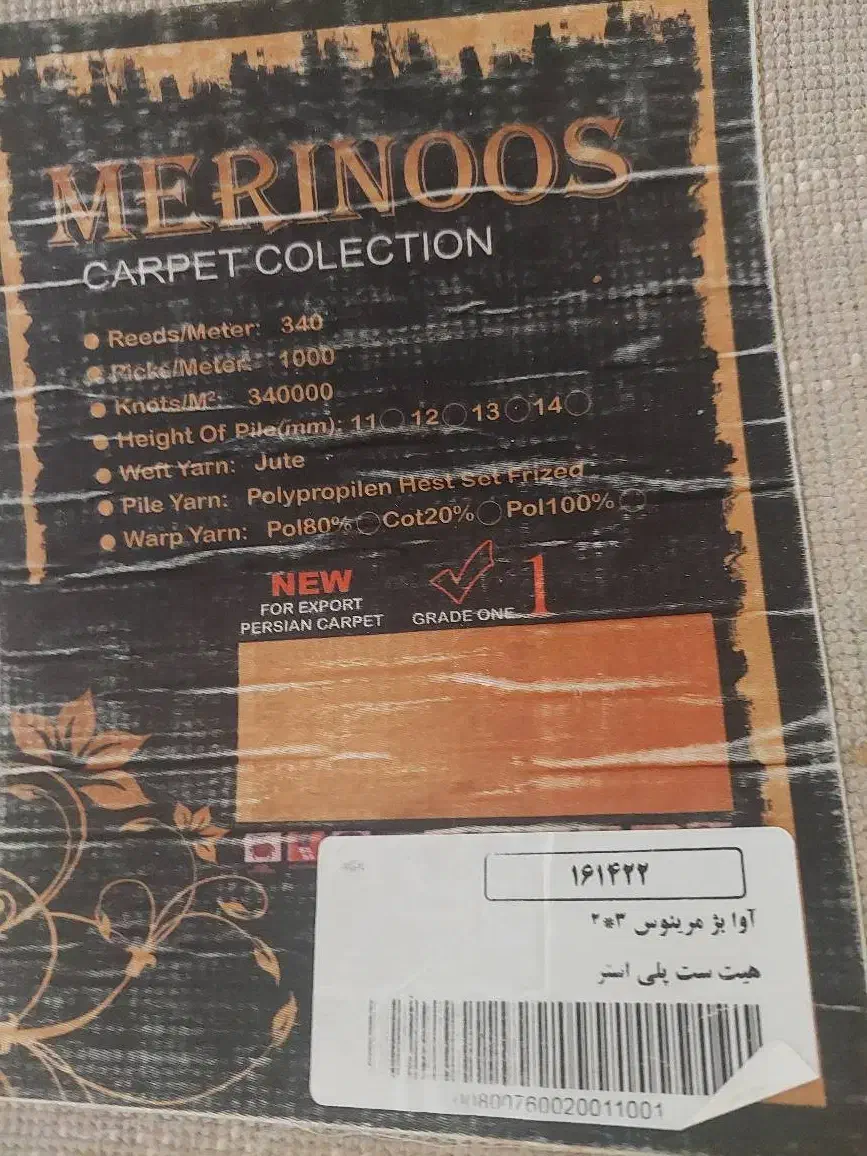 MERINOOS
CARPET COLECTION
Reeds/Meter: 340
Picks/Meter: 1000
Knots/M²: 340000
Height Of Pile(mm): 11 12 13 14
Weft Yarn: Jute
Pile Yarn: Polypropilen Hest Set Frized
Warp Yarn: Pol80% Cot20% Pol100%
NEW
FOR EXPORT
PERSIAN CARPET
GRADE ONE 1
۱۶۱۴۲۲
آوا بژ مرینوس ۳*۲
هیت ست پلی استر
800760020011001